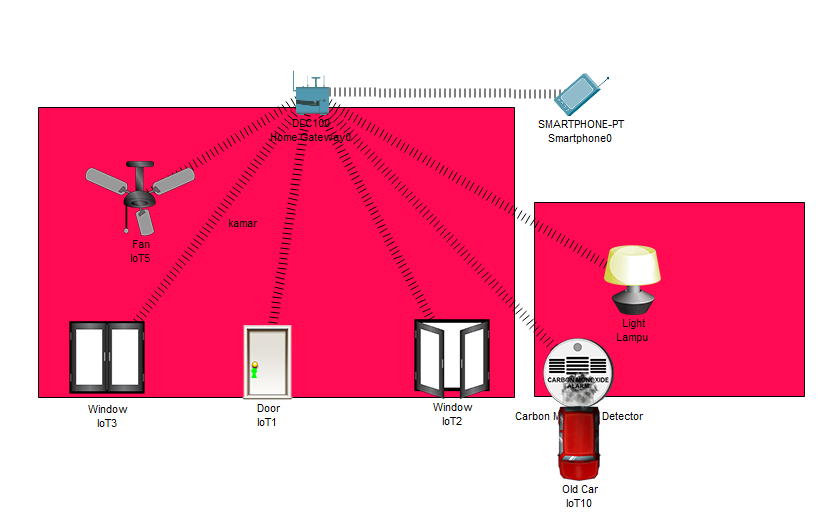 DLC100
Home Gateway0
SMARTPHONE-PT
Smartphone0
kamar
Fan
IoT5
Light
Lampu
CARBON MONOXIDE
ALARM
Window
IoT3
Door
IoT1
Window
IoT2
Carbon M Detector
Old Car
IoT10